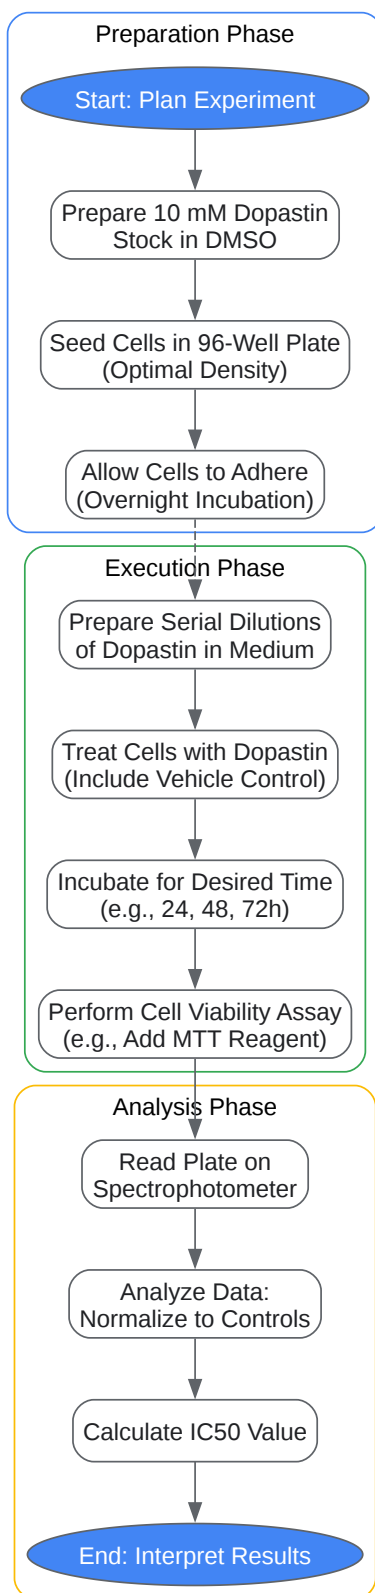 Preparation Phase
Start: Plan Experiment
Prepare 10 mM Dopastin
Stock in DMSO
Seed Cells in 96-Well Plate
(Optimal Density)
Allow Cells to Adhere
(Overnight Incubation)
Execution Phase
Prepare Serial Dilutions
of Dopastin in Medium
Treat Cells with Dopastin
(Include Vehicle Control)
Incubate for Desired Time
(e.g., 24, 48, 72h)
Perform Cell Viability Assay
(e.g., Add MTT Reagent)
Analysis Phase
Read Plate on
Spectrophotometer
Analyze Data:
Normalize to Controls
Calculate IC50 Value
End: Interpret Results